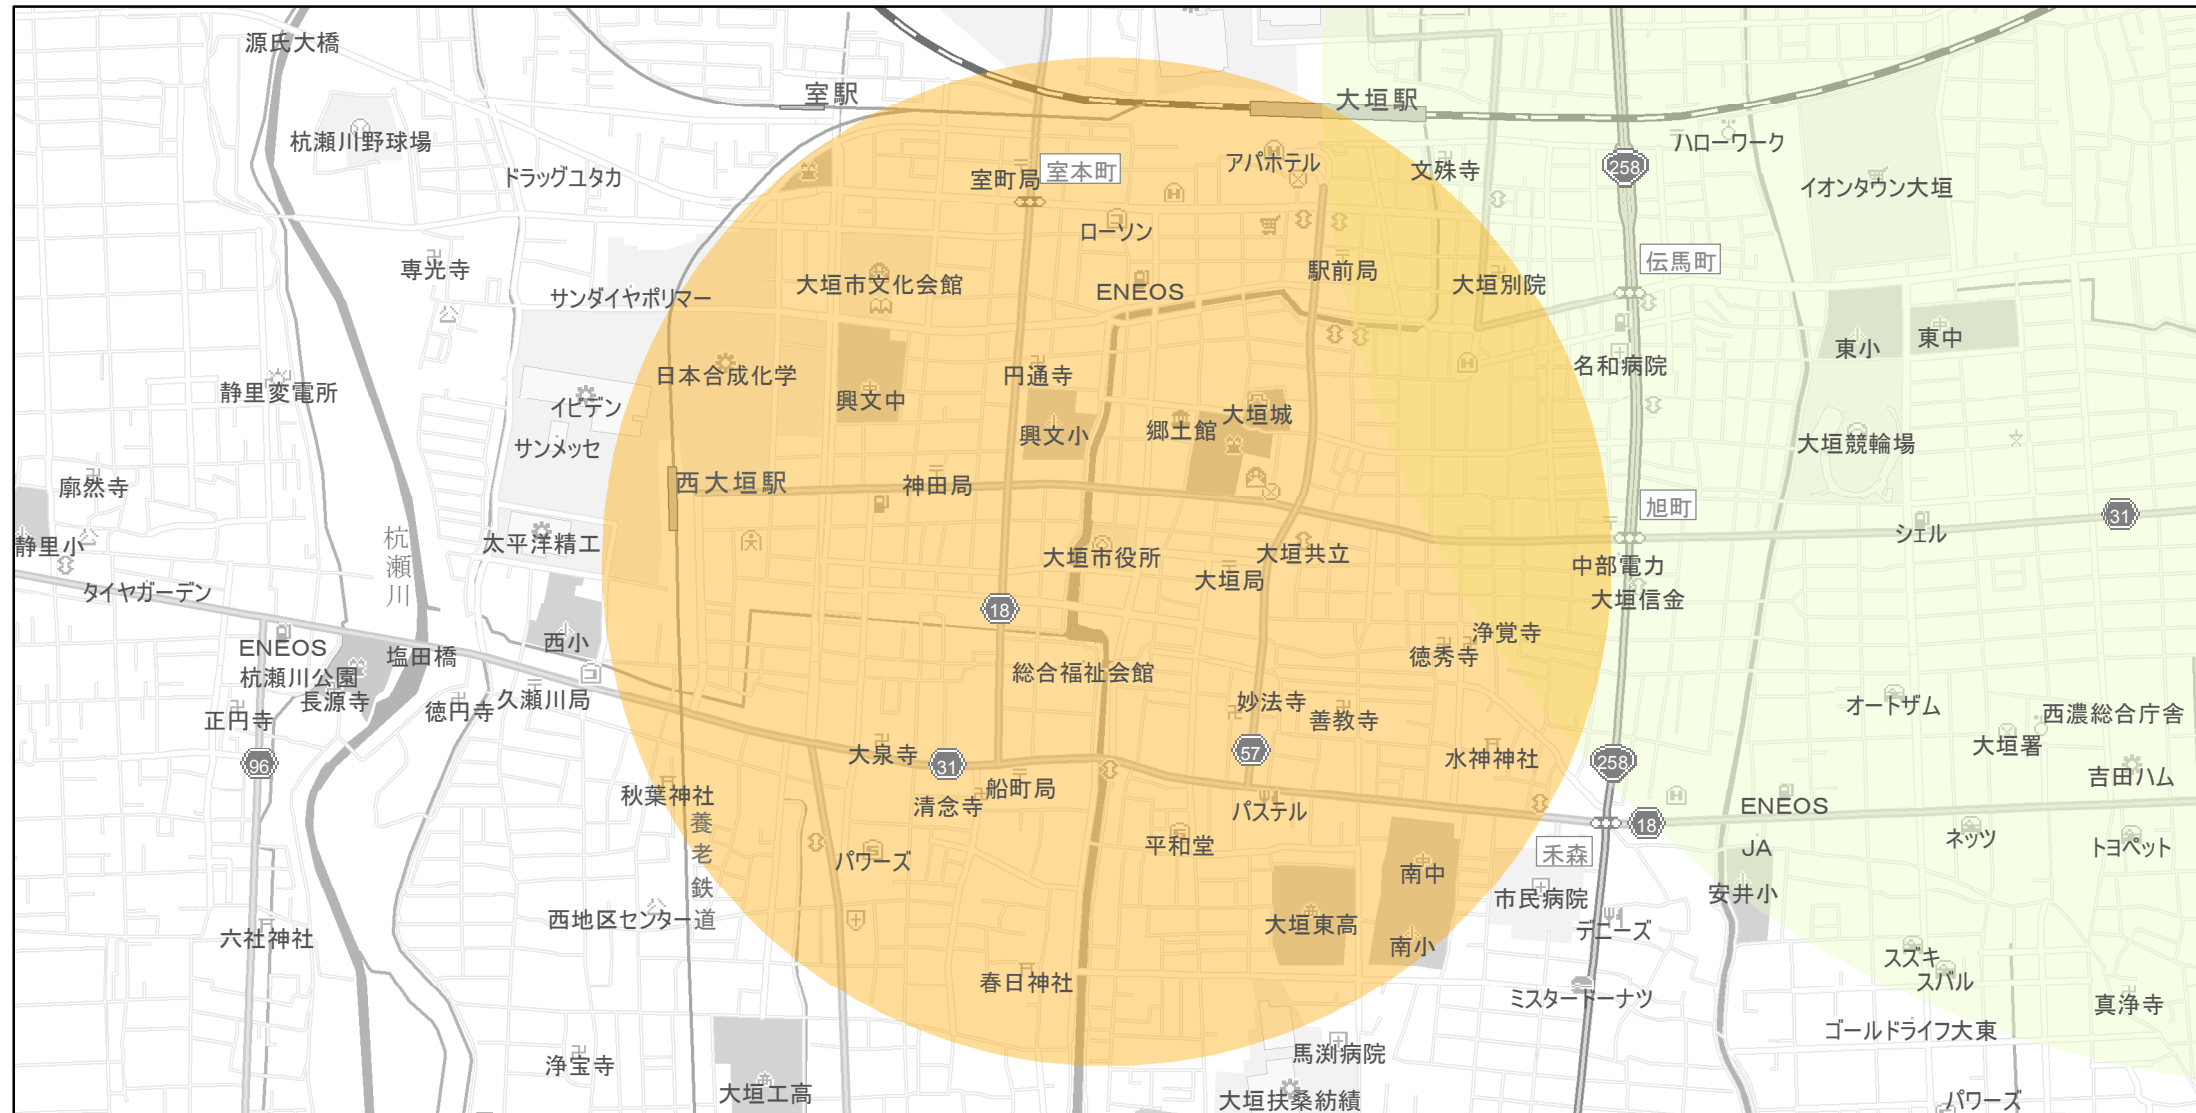 源氏大橋
室駅
大垣駅
杭瀬川野球場
ハローワーク
258
ドラッグユタカ
室町局
室本町
アパホテル
文殊寺
イオンタウン大垣
ローソン
専光寺
サンダイヤポリマー
大垣市文化会館
ENEOS
駅前局
大垣別院
伝馬町
静里変電所
日本合成化学
円通寺
名和病院
東小
東中
イビデン
興文中
興文小
郷土館
大垣城
サンメッセ
大垣競輪場
廓然寺
西大垣駅
神田局
旭町
31
静里小
杭瀬川
太平洋精工
大垣市役所
大垣局
大垣共立
シェル
中部電力
大垣信金
タイヤガーデン
18
ENEOS
塩田橋
西小
浄覚寺
徳秀寺
杭瀬川公園
長源寺
総合福祉会館
正円寺
徳円寺
久瀬川局
妙法寺
善教寺
オートザム
西濃総合庁舎
大垣署
96
大泉寺
31
57
水神神社
258
吉田ハム
秋葉神社
清念寺
船町局
パステル
ENEOS
18
養老鉄道
パワーズ
平和堂
禾森
JA
ネッツ
トヨペット
南中
市民病院
安井小
西地区センター
六社神社
大垣東高
南小
デニーズ
スズキ
スバル
春日神社
ミスタードーナツ
真浄寺
浄宝寺
馬渕病院
ゴールドライフ大東
大垣工高
大垣扶桑紡績
パワーズ